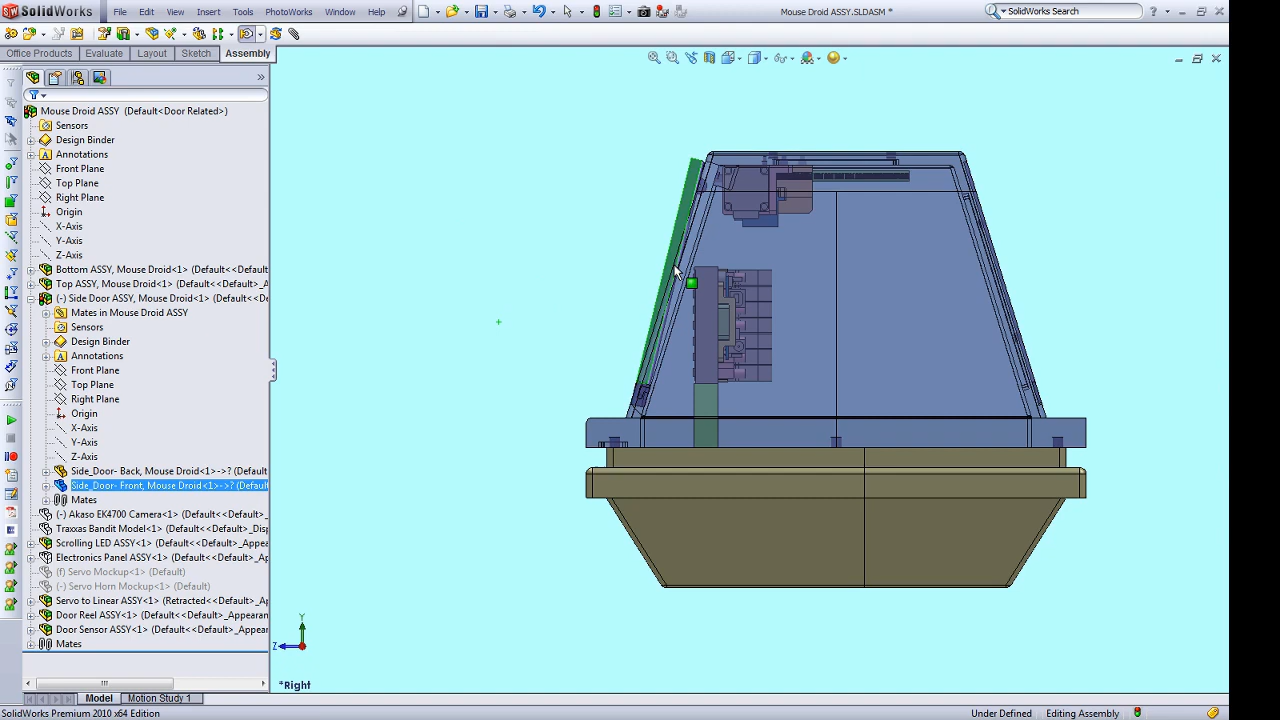 SolidWorks File Edit View Insert Tools PhotoWorks Window Help Mouse Droid ASSY.SLDASM * SolidWorks Search
Office Products Evaluate Layout Sketch Assembly
Mouse Droid ASSY (Default<Door Related>)
Sensors
Design Binder
Annotations
Front Plane
Top Plane
Right Plane
Origin
X-Axis
Y-Axis
Z-Axis
Bottom ASSY, Mouse Droid<1> (Default<<Default
Top ASSY, Mouse Droid<1> (Default<<Default>_
(-) Side Door ASSY, Mouse Droid<1> (Default<
Mates in Mouse Droid ASSY
Sensors
Design Binder
Annotations
Front Plane
Top Plane
Right Plane
Origin
X-Axis
Y-Axis
Z-Axis
Side_Door- Back, Mouse Droid<1>->? (Default
Side_Door- Front, Mouse Droid<1>->? (Default
Mates
(-) Akaso EK4700 Camera<1> (Default<Default>_
Traxxas Bandit Model<1> (Default<Default>_Disp
Scrolling LED ASSY<1> (Default<<Default>_Appea
Electronics Panel ASSY<1> (Default<<Default>_Ap
(f) Servo Mockup<1> (Default)
(-) Servo Horn Mockup<1> (Default)
Servo to Linear ASSY<1> (Retracted<<Default>_Ap
Door Reel ASSY<1> (Default<<Default>_Appearan
Door Sensor ASSY<1> (Default<<Default>_Appear
Mates
Y
Z
*Right
Model Motion Study 1
SolidWorks Premium 2010 x64 Edition Under Defined Editing Assembly